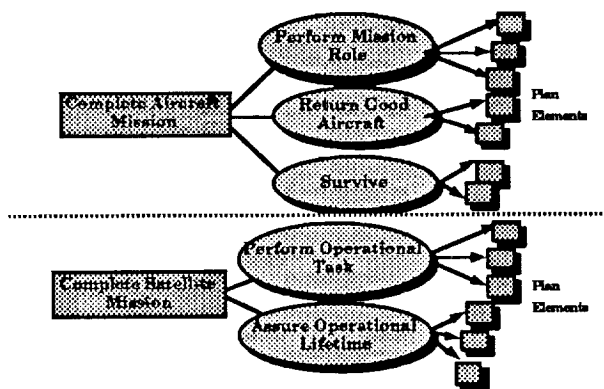 Perform Mission
Role
Complete Aircraft
Mission
Return Good
Aircraft
Plan
Elements
Survive
Perform Operational
Task
Complete Satellite
Mission
Plan
Elements
Assure Operational
Lifetime